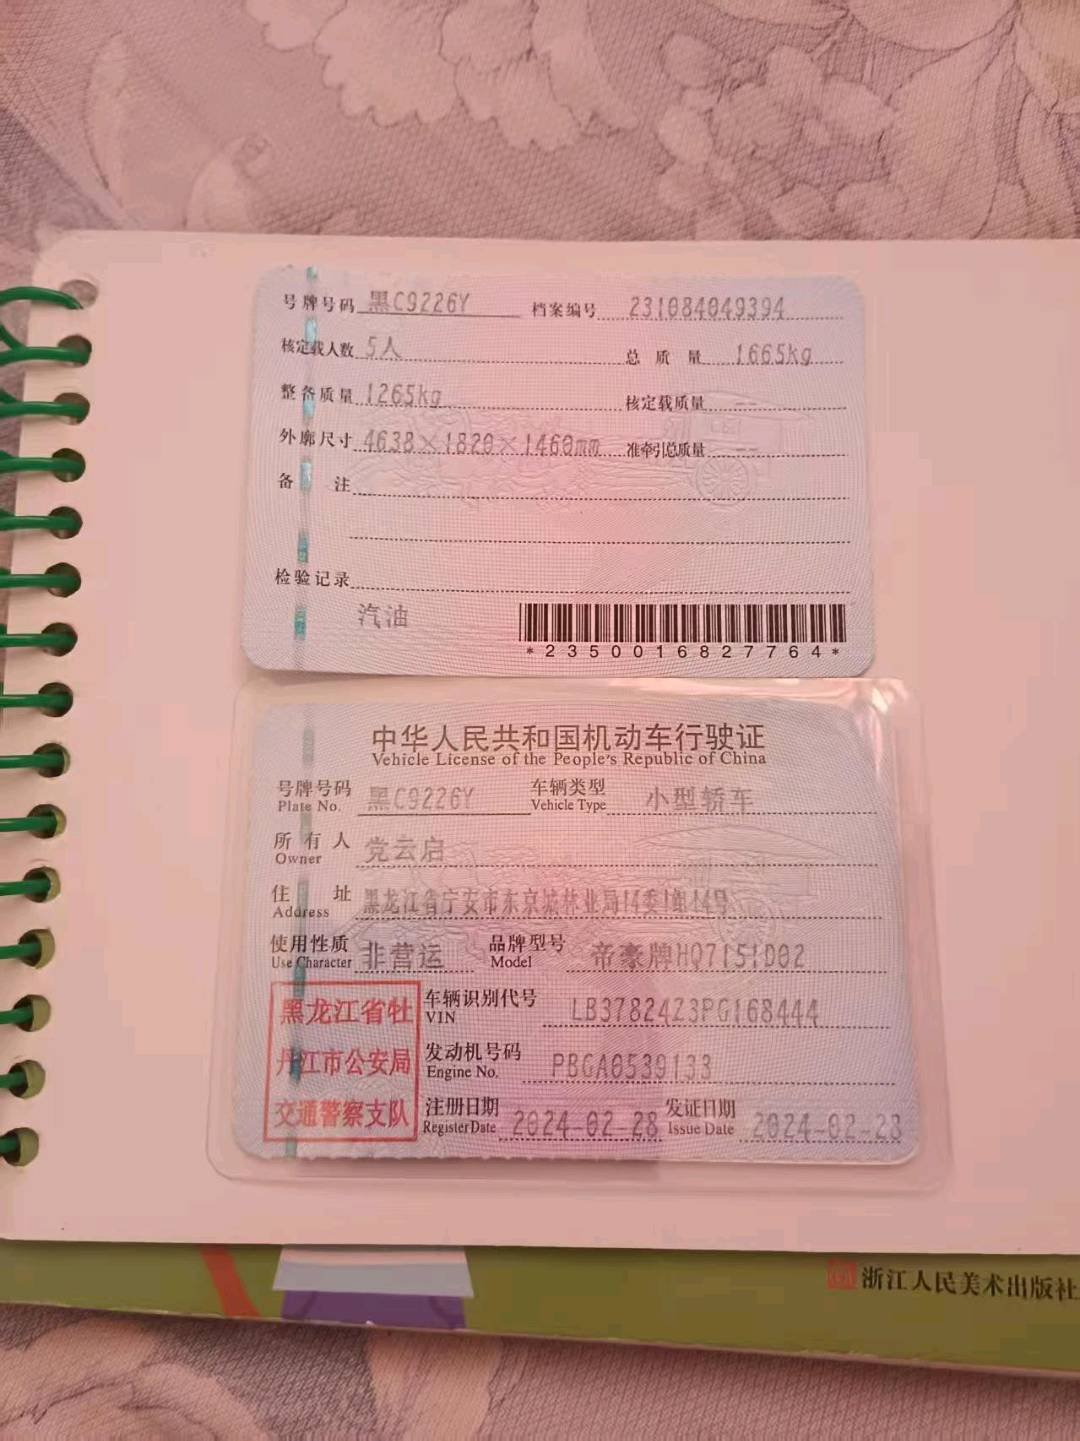 号牌号码 黑C9226Y 档案编号 231084049394
核定载人数 5人 总质量 1665kg
整备质量 1265kg 核定载质量 --
外廓尺寸 4638×1820×1460mm 准牵引总质量 --
备注
检验记录
汽油
*2350016827764*
中华人民共和国机动车行驶证
Vehicle License of the People's Republic of China
号牌号码 黑C9226Y 车辆类型 小型轿车
Plate No. Vehicle Type
所有人 党云启
Owner
住址 黑龙江省宁安市东京城林业局14委1组44号
Address
使用性质 非营运 品牌型号 帝豪牌HQ7151D02
Use Character Model
黑龙江省牡
丹江市公安局
交通警察支队
车辆识别代号 LB37824Z3PG168444
VIN
发动机号码 PBGA0539133
Engine No.
注册日期 2024-02-28 发证日期 2024-02-28
Register Date Issue Date
浙江人民美术出版社